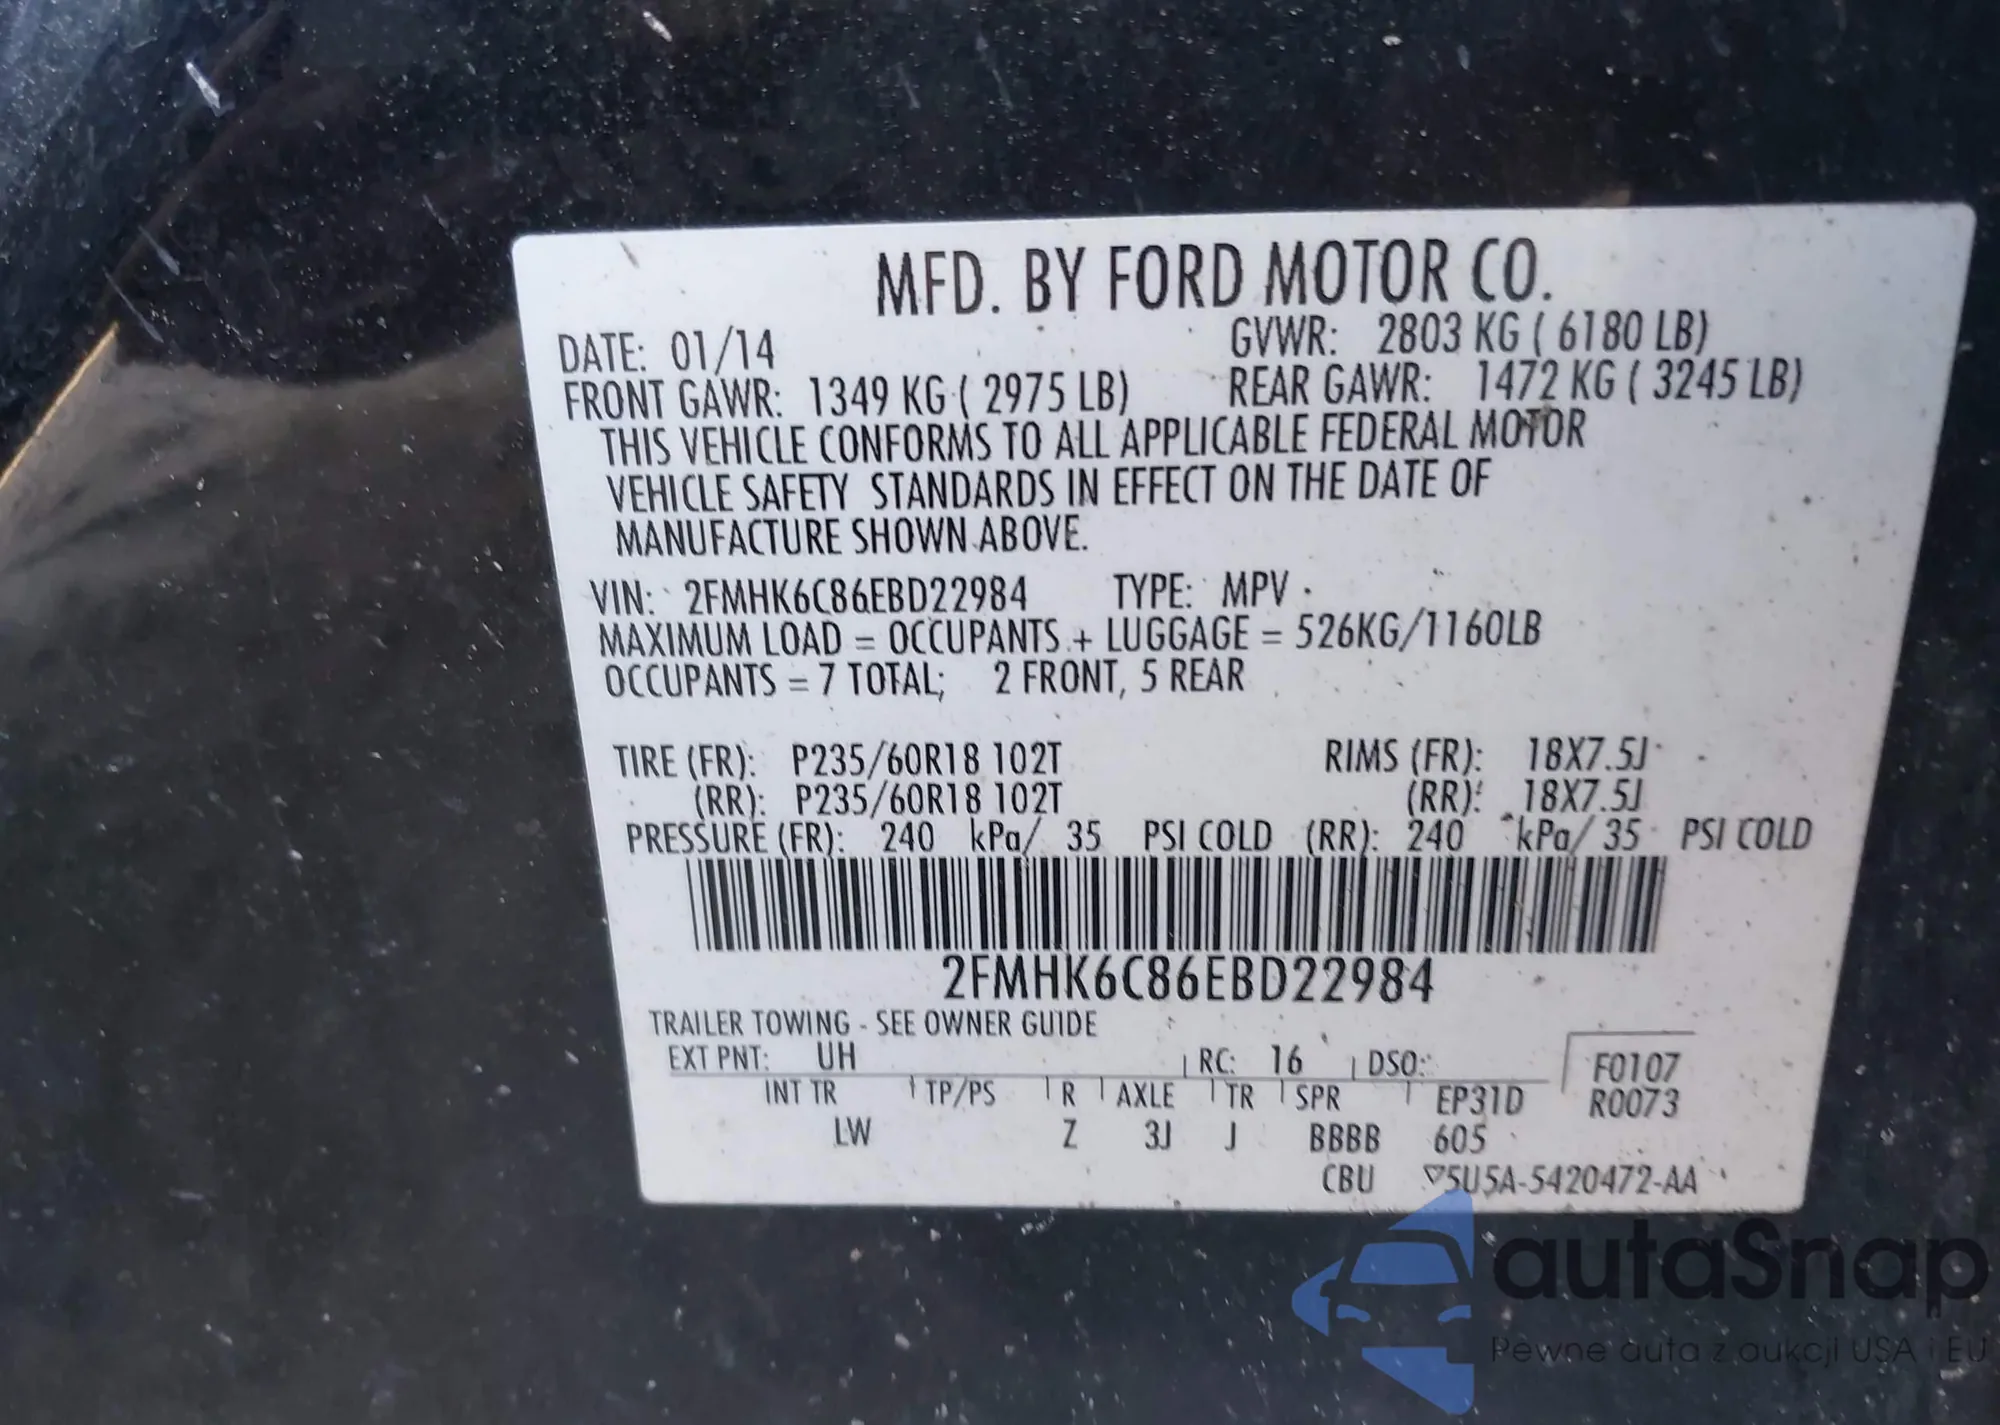 MFD. BY FORD MOTOR CO.
DATE: 01/14 GVWR: 2803 KG ( 6180 LB)
FRONT GAWR: 1349 KG ( 2975 LB) REAR GAWR: 1472 KG ( 3245 LB)
THIS VEHICLE CONFORMS TO ALL APPLICABLE FEDERAL MOTOR
VEHICLE SAFETY STANDARDS IN EFFECT ON THE DATE OF
MANUFACTURE SHOWN ABOVE.
VIN: 2FMHK6C86EBD22984 TYPE: MPV
MAXIMUM LOAD = OCCUPANTS + LUGGAGE = 526KG/1160LB
OCCUPANTS = 7 TOTAL; 2 FRONT, 5 REAR
TIRE (FR): P235/60R18 102T RIMS (FR): 18X7.5J
(RR): P235/60R18 102T (RR): 18X7.5J
PRESSURE (FR): 240 kPa/ 35 PSI COLD (RR): 240 kPa/ 35 PSI COLD
2FMHK6C86EBD22984
TRAILER TOWING - SEE OWNER GUIDE
EXT PNT: UH RC: 16 DSO: F0107
INT TR TP/PS R AXLE TR SPR EP31D R0073
LW Z 3J J BBBB 605
CBU 5U5A-5420472-AA
autaSnap
Pewne auta z aukcji USA i EU